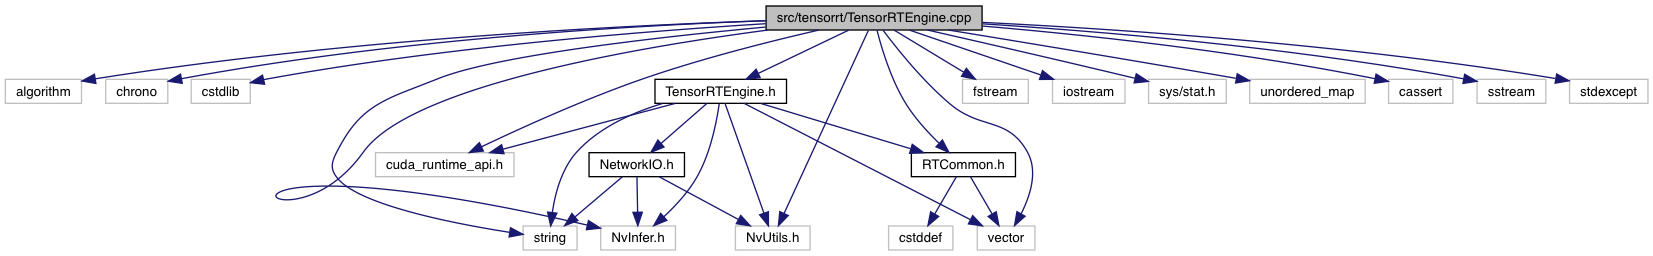 src/tensorrt/TensorRTEngine.cpp
algorithm
chrono
cstdlib
TensorRTEngine.h
fstream
iostream
sys/stat.h
unordered_map
cassert
sstream
stdexcept
cuda_runtime_api.h
NetworkIO.h
RTCommon.h
string
NvInfer.h
NvUtils.h
cstddef
vector